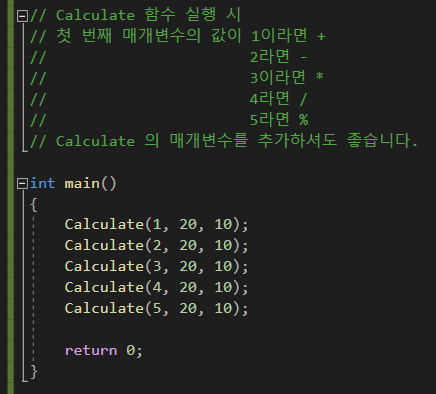 // Calculate 함수 실행 시
// 첫 번째 매개변수의 값이 1이라면 +
//                       2라면 -
//                       3이라면 *
//                       4라면 /
//                       5라면 %
// Calculate 의 매개변수를 추가하셔도 좋습니다.
int main()
{
    Calculate(1, 20, 10);
    Calculate(2, 20, 10);
    Calculate(3, 20, 10);
    Calculate(4, 20, 10);
    Calculate(5, 20, 10);
    return 0;
}